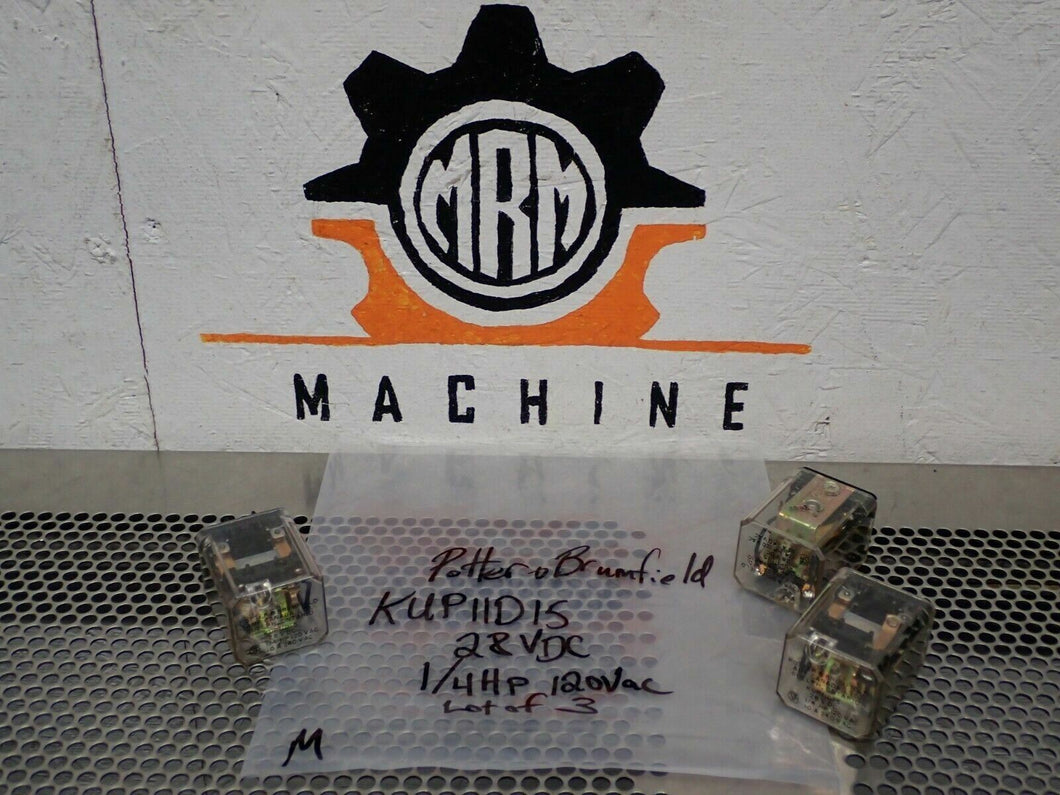 MRM
MACHINE
Potter & Brumfield
KUP11D15
28VDC
1/4HP 120Vac
Lot of 3
M